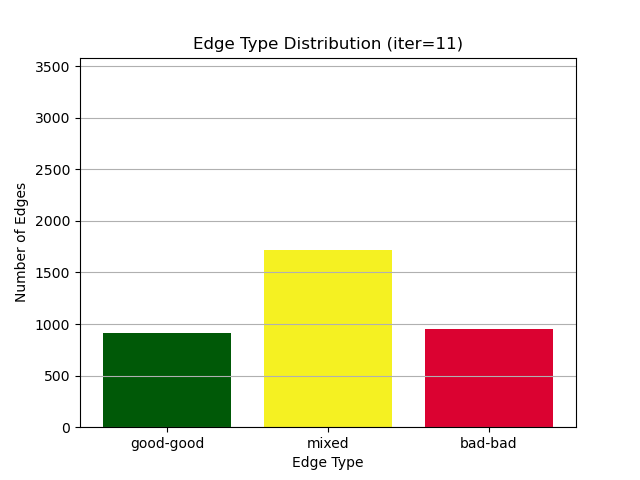 Edge Type Distribution (iter=11)
3500
3000
2500
2000
1500
1000
500
0
Number of Edges
good-good
mixed
bad-bad
Edge Type